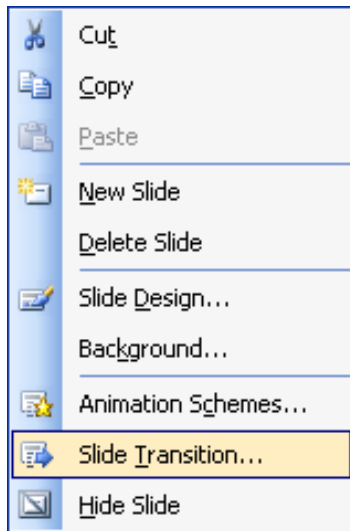 Cut
Copy
Paste
New Slide
Delete Slide
Slide Design...
Background...
Animation Schemes...
Slide Transition...
Hide Slide